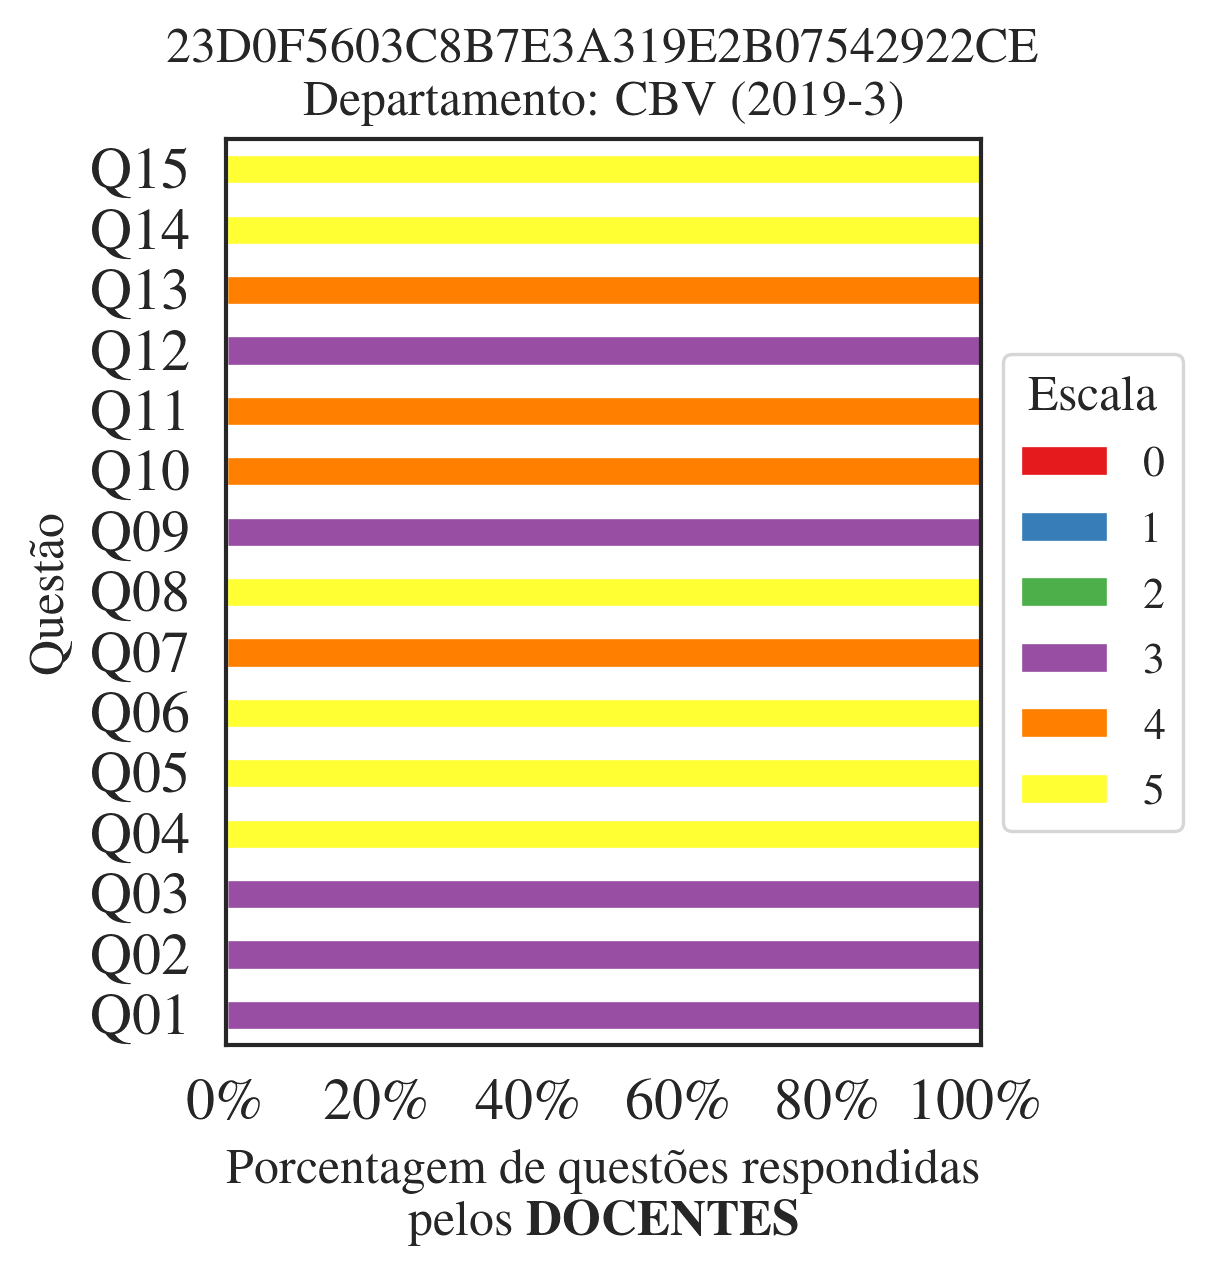 23D0F5603C8B7E3A319E2B07542922CE
Departamento: CBV (2019-3)
Q15
Q14
Q13
Q12
Q11
Q10
Q09
Q08
Q07
Q06
Q05
Q04
Q03
Q02
Q01
Questão
0% 20% 40% 60% 80% 100%
Porcentagem de questões respondidas
pelos DOCENTES
Escala
0
1
2
3
4
5